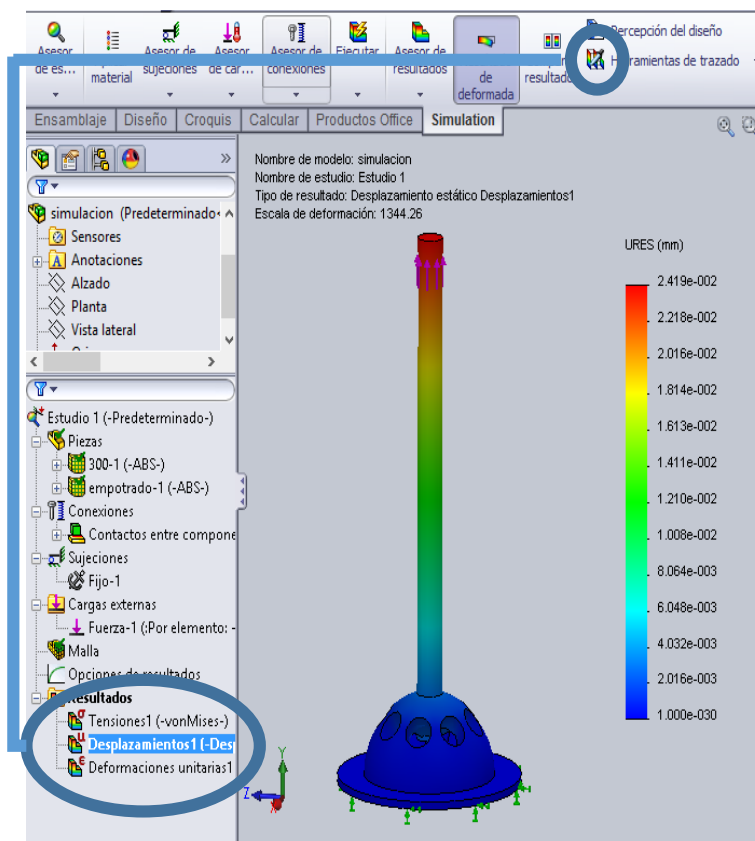 Percepción del diseño
Asesor de es... material Asesor de sujeciones Asesor de car... Asesor de conexiones Ejecutar Asesor de resultados de deformada resultado Herramientas de trazado
Ensamblaje Diseño Croquis Calcular Productos Office Simulation
Nombre de modelo: simulacion
Nombre de estudio: Estudio 1
Tipo de resultado: Desplazamiento estático Desplazamientos1
Escala de deformación: 1344.26
simulacion (Predeterminado<
Sensores
Anotaciones
Alzado
Planta
Vista lateral
Estudio 1 (-Predeterminado-)
Piezas
300-1 (-ABS-)
empotrado-1 (-ABS-)
Conexiones
Contactos entre compone
Sujeciones
Fijo-1
Cargas externas
Fuerza-1 (:Por elemento: -
Malla
Opciones de resultados
Resultados
Tensiones1 (-vonMises-)
Desplazamientos1 (-Des
Deformaciones unitarias1
URES (mm)
2.419e-002
2.218e-002
2.016e-002
1.814e-002
1.613e-002
1.411e-002
1.210e-002
1.008e-002
8.064e-003
6.048e-003
4.032e-003
2.016e-003
1.000e-030
Y
Z
X